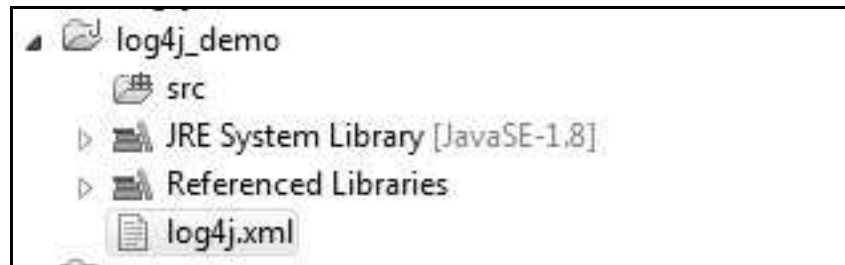 log4j_demo
src
JRE System Library [JavaSE-1.8]
Referenced Libraries
log4j.xml